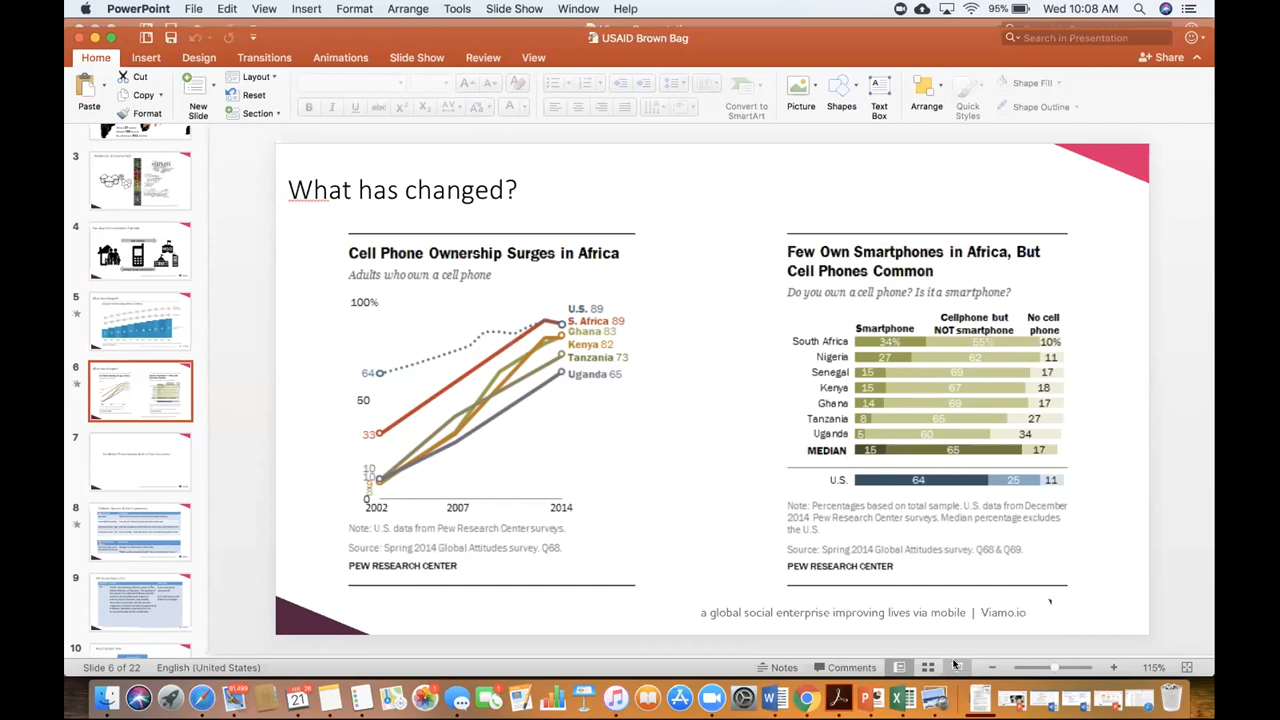 PowerPoint File Edit View Insert Format Arrange Tools Slide Show Window Help 95% Wed 10:08 AM
USAID Brown Bag
Search in Presentation
Home Insert Design Transitions Animations Slide Show Review View Share
Paste Cut Copy Format
New Slide Layout Reset Section
Convert to SmartArt
Picture Shapes Text Box Arrange Quick Styles Shape Fill Shape Outline
3
4
5
6
7
8
9
10
What has changed?
Cell Phone Ownership Surges in Africa
Adults who own a cell phone
100%
U.S. 89
S. Africa 89
Ghana 83
Kenya 82
Tanzania 73
Uganda 65
64
50
33
10
10
0
2002 2007 2014
Note: U.S. data from Pew Research Center surveys.
Source: Spring 2014 Global Attitudes survey. Q68.
PEW RESEARCH CENTER
Few Own Smartphones in Africa, But
Cell Phones Common
Do you own a cell phone? Is it a smartphone?
Smartphone Cellphone but NOT smartphone No cell phone
South Africa 34% 55% 10%
Nigeria 27 62 11
Senegal 15 69 17
Kenya 15 67 18
Ghana 14 69 17
Tanzania 8 65 27
Uganda 5 60 34
MEDIAN 15 65 17
U.S. 64 25 11
Note: Percentages based on total sample. U.S. data from December
2014 Pew Research Center surveys. Median percentage excludes
the U.S.
Source: Spring 2014 Global Attitudes survey. Q68 & Q69.
PEW RESEARCH CENTER
a global social enterprise improving lives via mobile | Viamo.io
Slide 6 of 22 English (United States) Notes Comments 115%